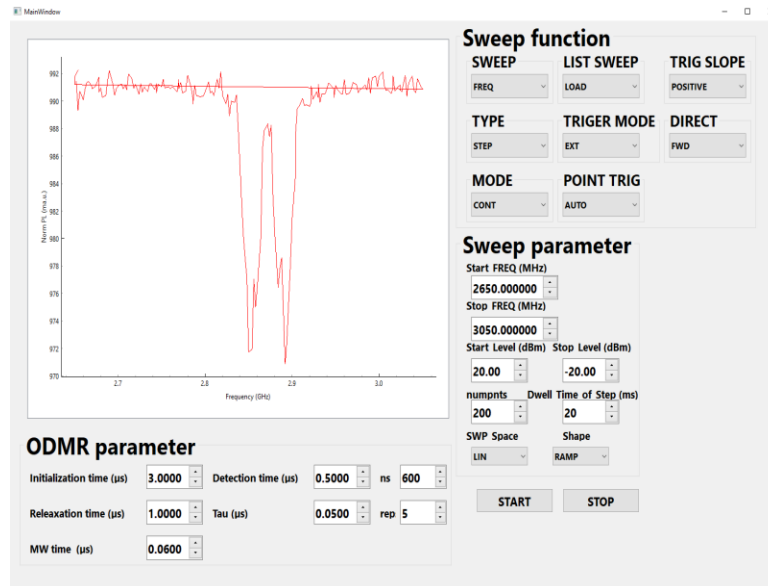 MainWindow
992
990
988
986
984
982
980
978
976
974
972
970
Norm PL (ma.u.)
2.7 2.8 2.9 3.0
Frequency (GHz)
Sweep function
SWEEP LIST SWEEP TRIG SLOPE
FREQ LOAD POSITIVE
TYPE TRIGER MODE DIRECT
STEP EXT FWD
MODE POINT TRIG
CONT AUTO
Sweep parameter
Start FREQ (MHz)
2650.000000
Stop FREQ (MHz)
3050.000000
Start Level (dBm) Stop Level (dBm)
20.00 -20.00
numpnts Dwell Time of Step (ms)
200 20
SWP Space Shape
LIN RAMP
START STOP
ODMR parameter
Initialization time (µs) 3.0000 Detection time (µs) 0.5000 ns 600
Releaxation time (µs) 1.0000 Tau (µs) 0.0500 rep 5
MW time (µs) 0.0600